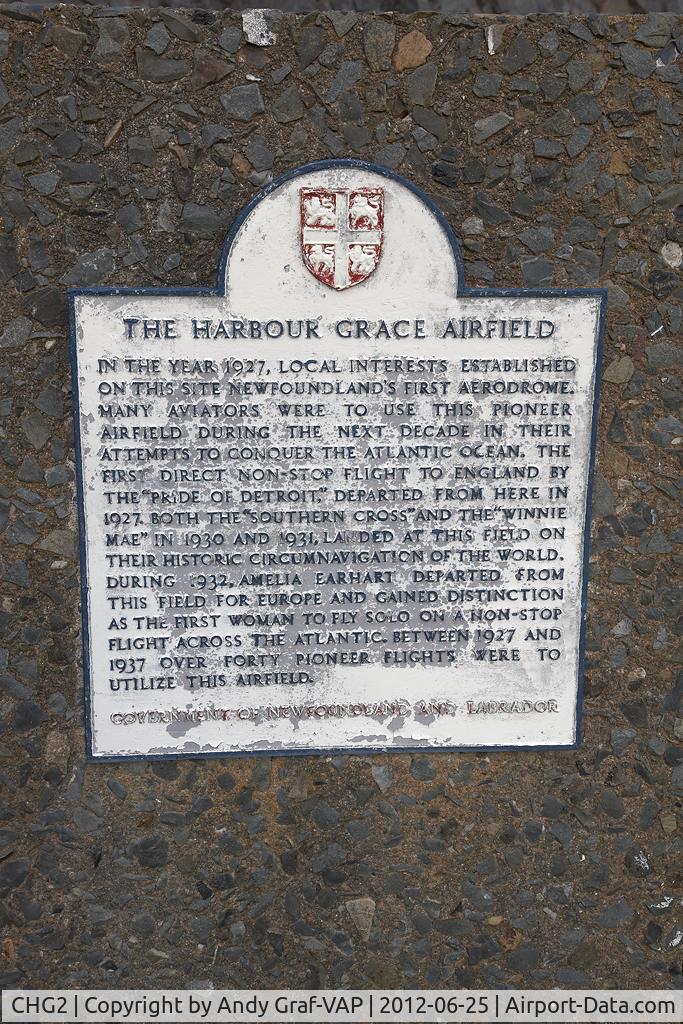 THE HARBOUR GRACE AIRFIELD
IN THE YEAR 1927, LOCAL INTERESTS ESTABLISHED
ON THIS SITE NEWFOUNDLAND'S FIRST AERODROME.
MANY AVIATORS WERE TO USE THIS PIONEER
AIRFIELD DURING THE NEXT DECADE IN THEIR
ATTEMPTS TO CONQUER THE ATLANTIC OCEAN. THE
FIRST DIRECT NON-STOP FLIGHT TO ENGLAND BY
THE "PRIDE OF DETROIT," DEPARTED FROM HERE IN
1927. BOTH THE "SOUTHERN CROSS" AND THE "WINNIE
MAE" IN 1930 AND 1931, LANDED AT THIS FIELD ON
THEIR HISTORIC CIRCUMNAVIGATION OF THE WORLD.
DURING 1932, AMELIA EARHART DEPARTED FROM
THIS FIELD FOR EUROPE AND GAINED DISTINCTION
AS THE FIRST WOMAN TO FLY SOLO ON A NON-STOP
FLIGHT ACROSS THE ATLANTIC. BETWEEN 1927 AND
1937 OVER FORTY PIONEER FLIGHTS WERE TO
UTILIZE THIS AIRFIELD.
GOVERNMENT OF NEWFOUNDLAND AND LABRADOR
CHG2 | Copyright by Andy Graf-VAP | 2012-06-25 | Airport-Data.com